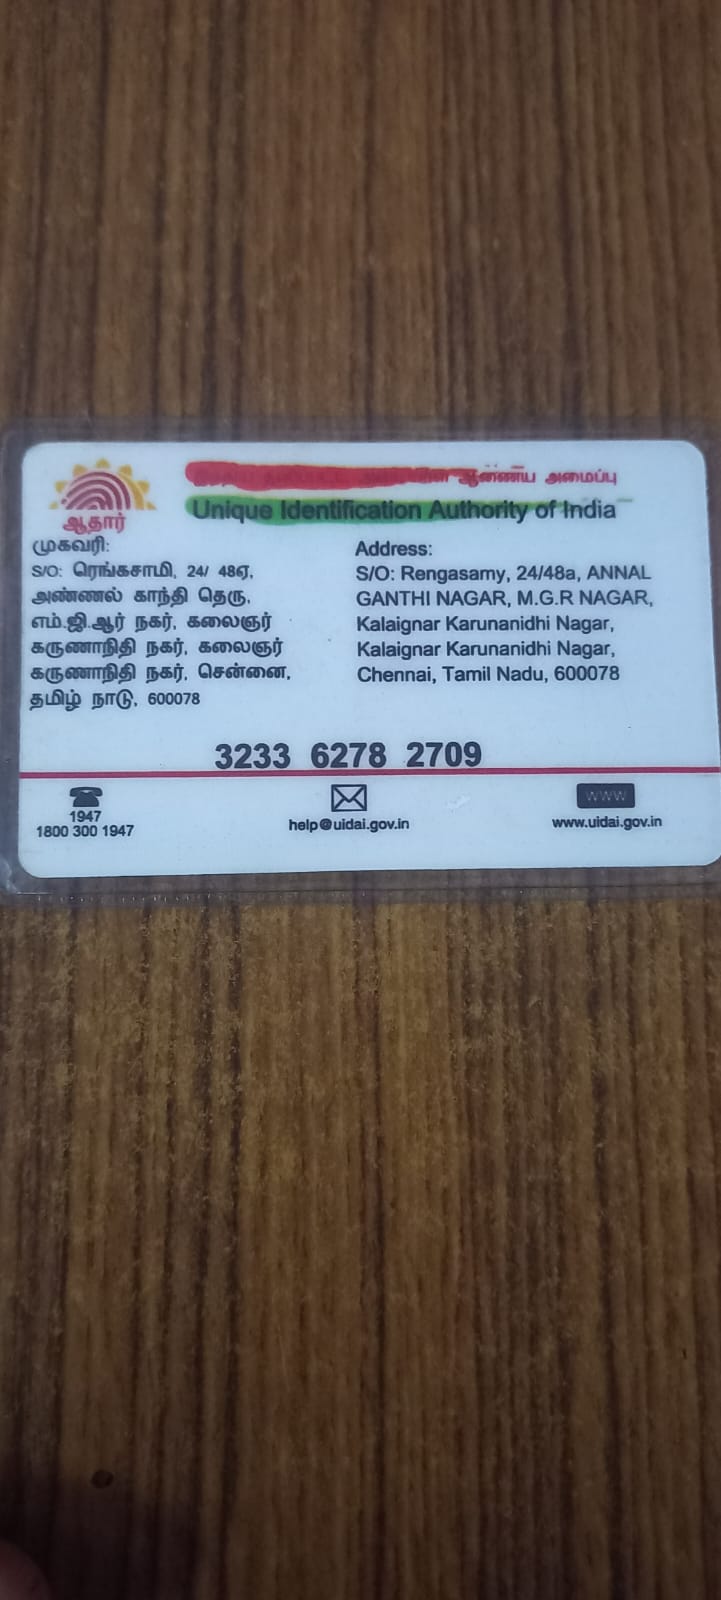 ஆணைய அமைப்பு
Unique Identification Authority of India
ஆதார்
முகவரி:
S/O: ரெங்கசாமி, 24/ 48ஏ,
அண்ணல் காந்தி தெரு,
எம்.ஜி.ஆர் நகர், கலைஞர்
கருணாநிதி நகர், கலைஞர்
கருணாநிதி நகர், சென்னை,
தமிழ் நாடு, 600078
Address:
S/O: Rengasamy, 24/48a, ANNAL
GANTHI NAGAR, M.G.R NAGAR,
Kalaignar Karunanidhi Nagar,
Kalaignar Karunanidhi Nagar,
Chennai, Tamil Nadu, 600078
3233 6278 2709
1947
1800 300 1947
help@uidai.gov.in
www
www.uidai.gov.in